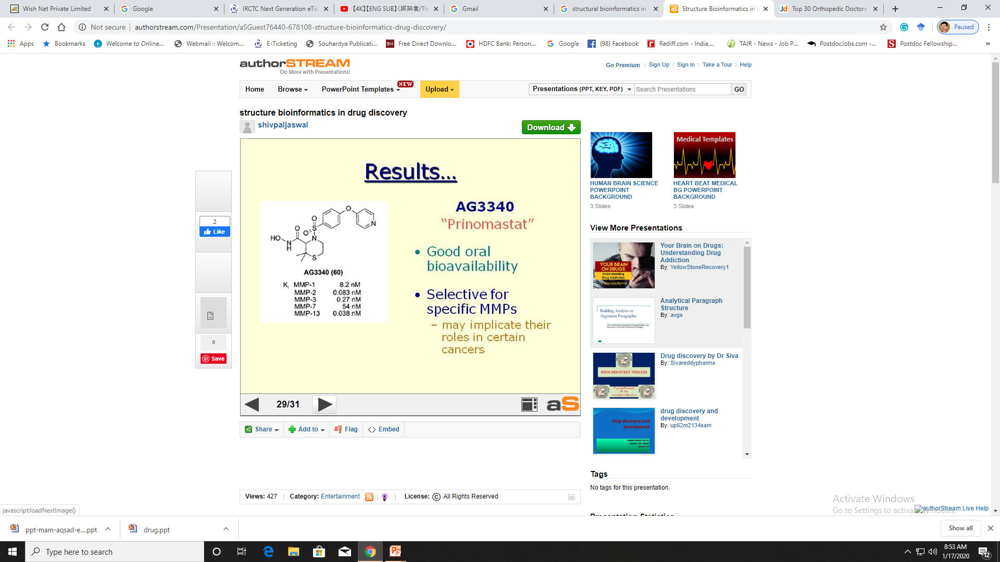 Wish Net Private Limited
Google
IRCTC Next Generation eTic
【4K】【ENG SUB】《绑架者/Th
Gmail
structural bioinformatics in
Structure Bioinformatics in
Top 30 Orthopedic Doctors
Not secure
authorstream.com/Presentation/aSGuest76440-678108-structure-bioinformatics-drug-discovery/
Paused
Apps
Bookmarks
Welcome to Online...
Webmail :: Welcom...
E-Ticketing
Souhardya Publicati...
Free Direct Downlo...
HDFC Bank: Person...
Google
(98) Facebook
Rediff.com - India,...
TAIR - News - Job P...
PostdocJobs.com -...
Postdoc Fellowship...
»
authorSTREAM
Do More with Presentations!
Go Premium | Sign Up | Sign In | Take a Tour | Help
Home
Browse
PowerPoint Templates
NEW
Upload
Presentations (PPT, KEY, PDF)
Search Presentations
GO
structure bioinformatics in drug discovery
shivpaljaswal
Download
2
Like
0
Save
Results...
HO
N
H
O
O
O
S
N
S
O
N
AG3340 (60)
Ki MMP-1 8.2 nM
MMP-2 0.083 nM
MMP-3 0.27 nM
MMP-7 54 nM
MMP-13 0.038 nM
AG3340
“Prinomastat”
• Good oral
bioavailability
• Selective for
specific MMPs
– may implicate their
roles in certain
cancers
29/31
aS
Share
Add to
Flag
Embed
Views: 427
Category: Entertainment
License: © All Rights Reserved
Medical Templates
HUMAN BRAIN SCIENCE
POWERPOINT
BACKGROUND
3 Slides
HEART BEAT MEDICAL
BG POWERPOINT
BACKGROUND
3 Slides
View More Presentations
YOUR BRAIN
ON DRUGS:
Understanding
Drug Addiction
Your Brain on Drugs:
Understanding Drug
Addiction
By: YellowStoneRecovery1
Building Analysis or
Argument Paragraphs
Analytical Paragraph
Structure
By: avgs
DRUG DISCOVERY PROCESS
Drug discovery by Dr Siva
By: Sivareddypharma
drug discovery and
development
drug discovery and
development
By: up62m2134sam
Tags
No tags for this presentation.
Presentation Statistics
Activate Windows
Go to Settings to activate Windows.
authorStream Live Help
javascript:loadNextImage()
ppt-mam-aqsad-e....ppt
drug.ppt
Show all
Type here to search
8:53 AM
1/17/2020
12